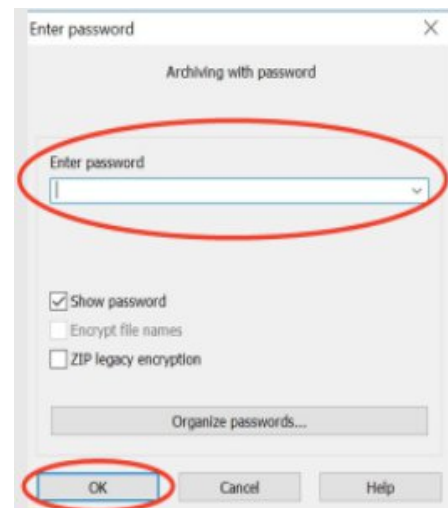 Enter password
Archiving with password
Enter password
Show password
Encrypt file names
ZIP legacy encryption
Organize passwords...
OK Cancel Help